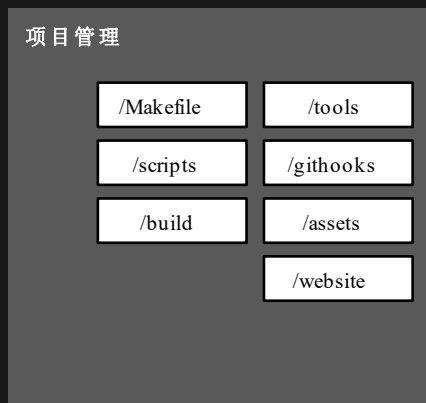 项目管理
/Makefile
/tools
/scripts
/githooks
/build
/assets
/website